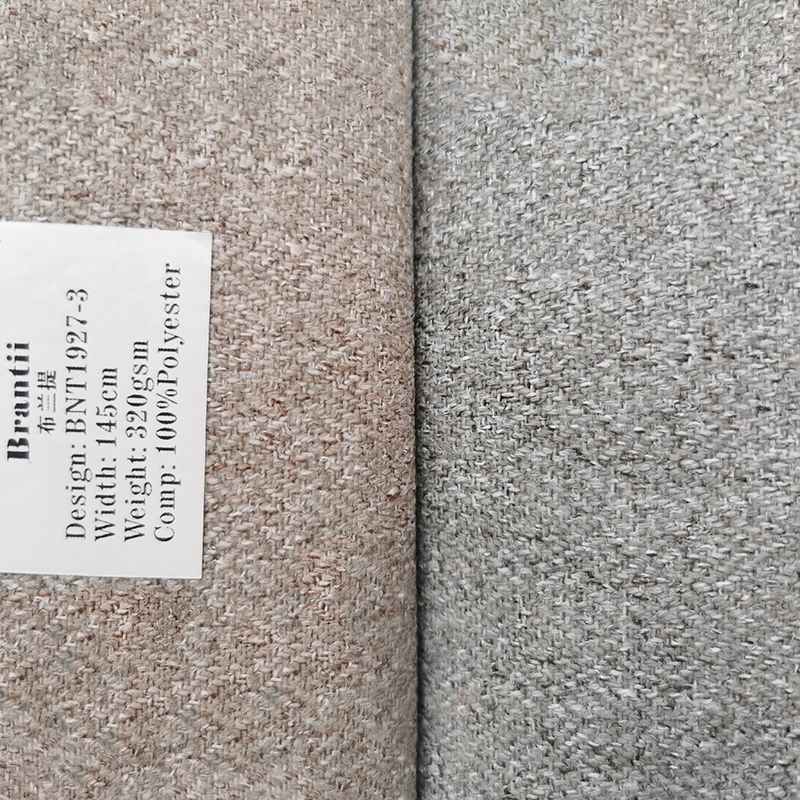 Brantii
布兰提
Design: BNT1927-3
Width: 145cm
Weight: 320gsm
Comp: 100%Polyester